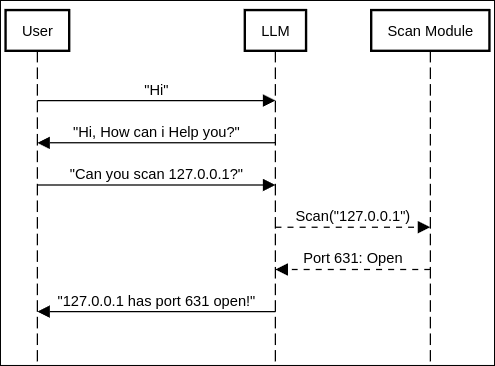 User
LLM
Scan Module
"Hi"
"Hi, How can i Help you?"
"Can you scan 127.0.0.1?"
Scan("127.0.0.1")
Port 631: Open
"127.0.0.1 has port 631 open!"